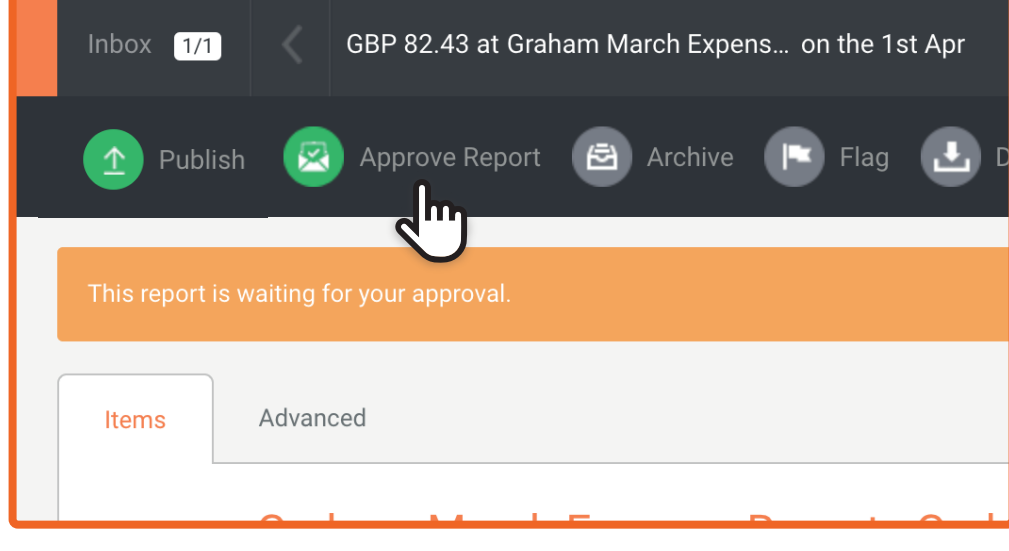 Inbox 1/1 GBP 82.43 at Graham March Expens... on the 1st Apr
Publish Approve Report Archive Flag D
This report is waiting for your approval.
Items Advanced